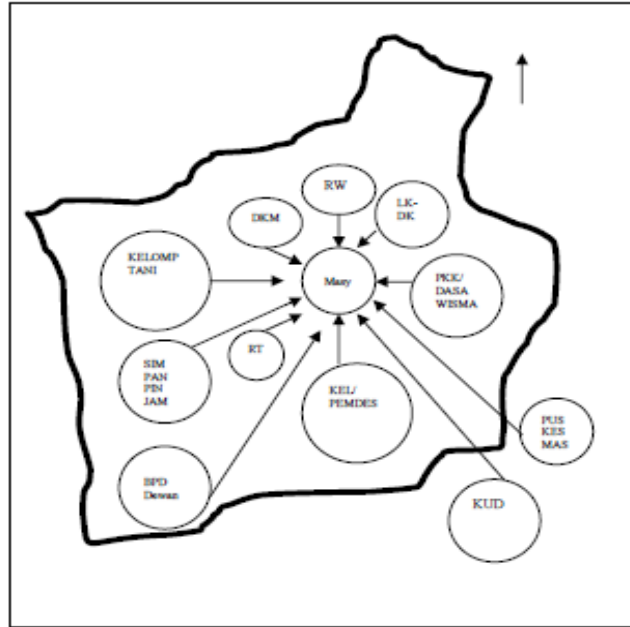 RW
LK-
DK
DKM
KELOMP
TANI
Masy
PKK/
DASA
WISMA
RT
SIM
PAN
PIN
JAM
KEL/
PEMDES
PUS
KES
MAS
BPD
Dewan
KUD